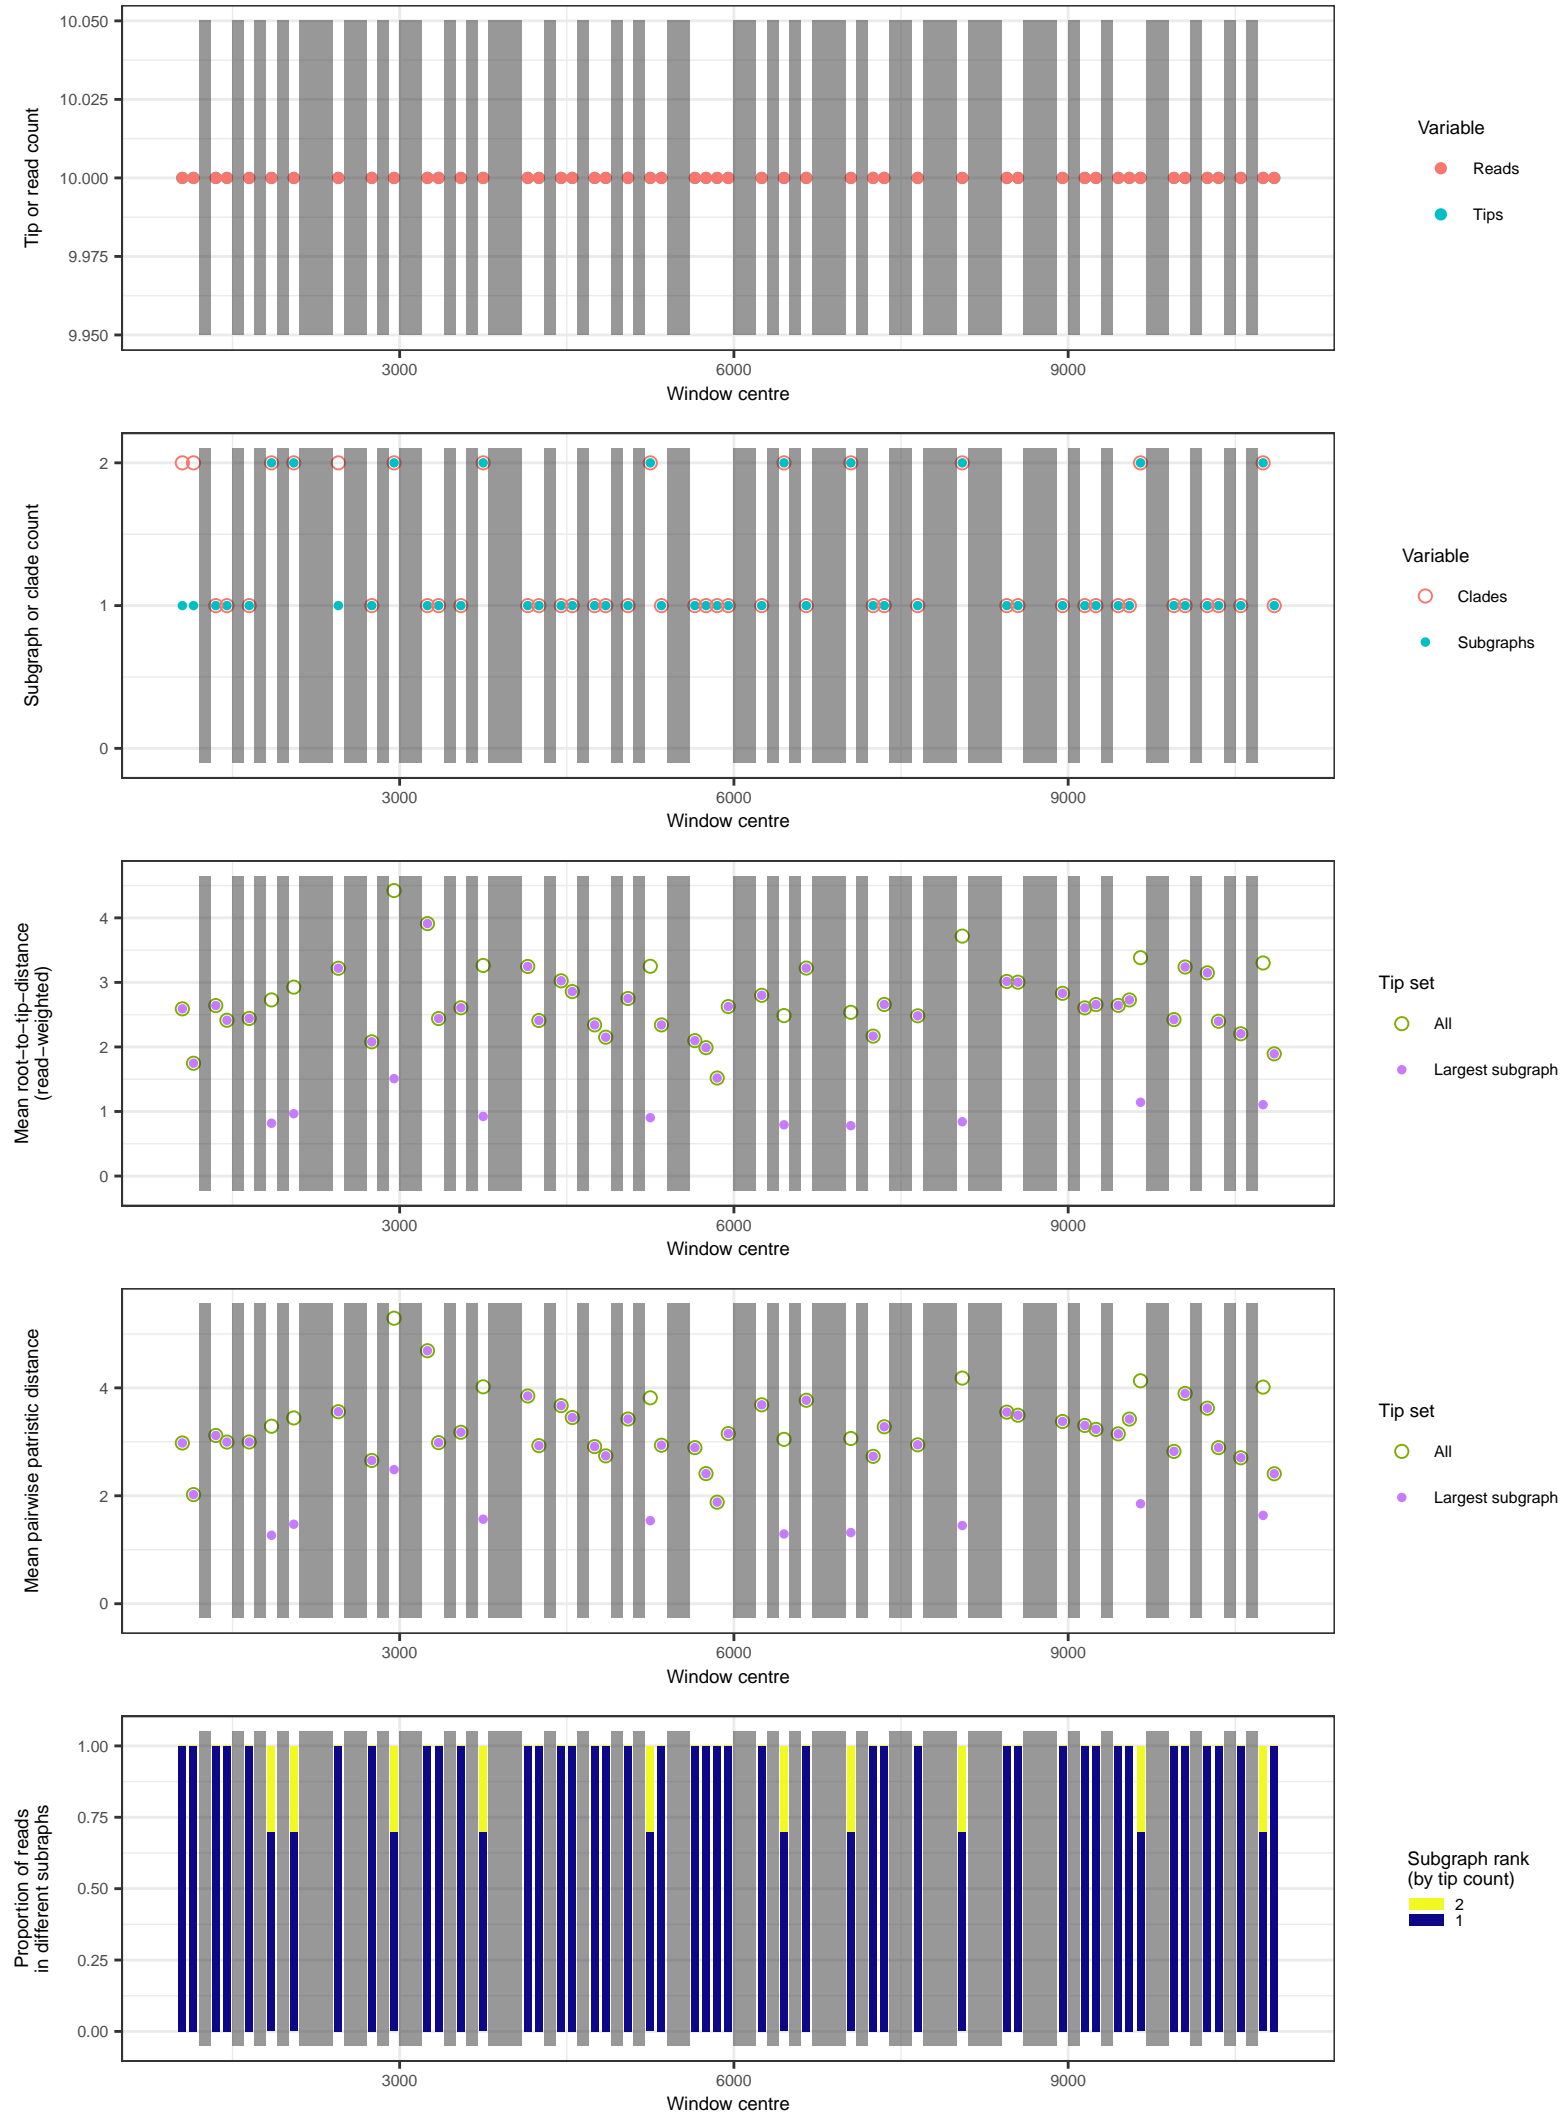 10.050
10.025
10.000
9.975
9.950
Tip or read count
3000 6000 9000
Window centre
Variable
Reads
Tips
2
1
0
Subgraph or clade count
3000 6000 9000
Window centre
Variable
Clades
Subgraphs
4
3
2
1
0
Mean root−to−tip−distance
(read−weighted)
3000 6000 9000
Window centre
Tip set
All
Largest subgraph
4
2
0
Mean pairwise patristic distance
3000 6000 9000
Window centre
Tip set
All
Largest subgraph
1.00
0.75
0.50
0.25
0.00
Proportion of reads
in different subraphs
3000 6000 9000
Window centre
Subgraph rank
(by tip count)
2
1